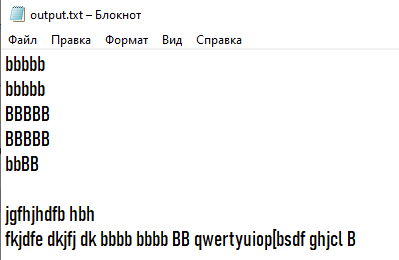 output.txt – Блокнот
Файл Правка Формат Вид Справка
bbbbb
bbbbb
BBBBB
BBBBB
bbBB
jgfhjhdfb hbh
fkjdfe dkjfj dk bbbb bbbb BB qwertyuiop[bsdf ghjcl B